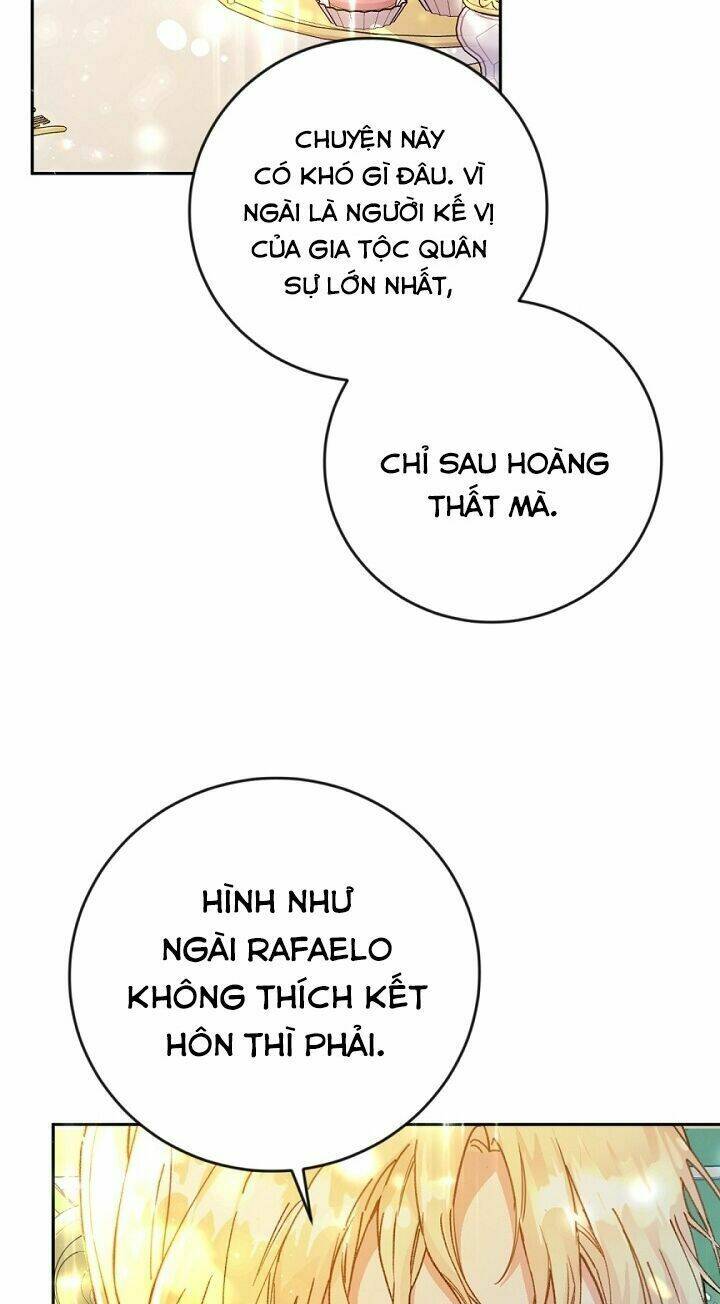 CHUYỆN NÀY
CÓ KHÓ GÌ ĐÂU. VÌ
NGÀI LÀ NGƯỜI KẾ VỊ
CỦA GIA TỘC QUÂN
SỰ LỚN NHẤT,
CHỈ SAU HOÀNG
THẤT MÀ.
HÌNH NHƯ
NGÀI RAFAELO
KHÔNG THÍCH KẾT
HÔN THÌ PHẢI.